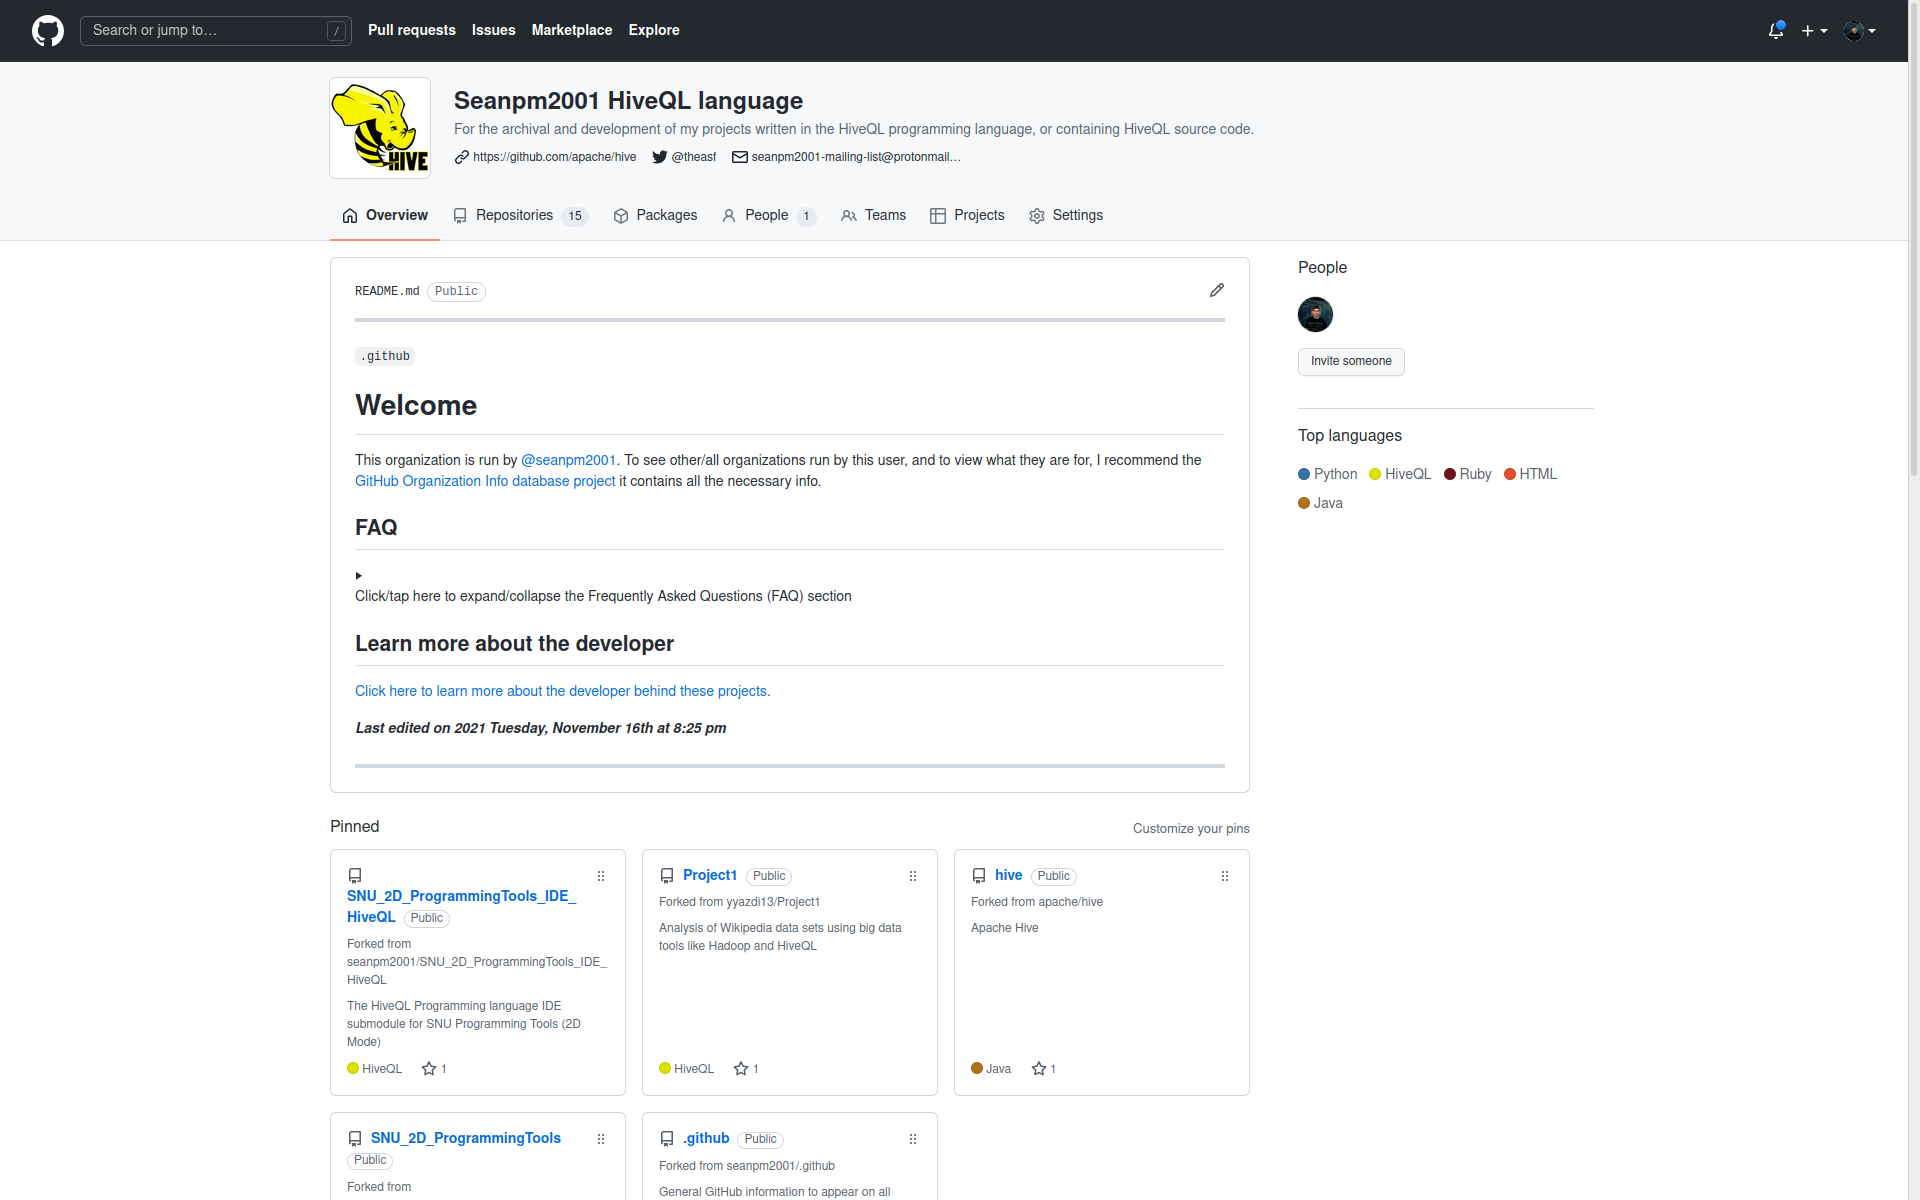 Search or jump to…
/
Pull requests
Issues
Marketplace
Explore
HIVE
Seanpm2001 HiveQL language
For the archival and development of my projects written in the HiveQL programming language, or containing HiveQL source code.
https://github.com/apache/hive
@theasf
seanpm2001-mailing-list@protonmail…
Overview
Repositories 15
Packages
People 1
Teams
Projects
Settings
README.md Public
.github
Welcome
This organization is run by @seanpm2001. To see other/all organizations run by this user, and to view what they are for, I recommend the
GitHub Organization Info database project it contains all the necessary info.
FAQ
Click/tap here to expand/collapse the Frequently Asked Questions (FAQ) section
Learn more about the developer
Click here to learn more about the developer behind these projects.
Last edited on 2021 Tuesday, November 16th at 8:25 pm
People
Invite someone
Top languages
Python
HiveQL
Ruby
HTML
Java
Pinned
Customize your pins
SNU_2D_ProgrammingTools_IDE_
HiveQL Public
Forked from
seanpm2001/SNU_2D_ProgrammingTools_IDE_
HiveQL
The HiveQL Programming language IDE
submodule for SNU Programming Tools (2D
Mode)
HiveQL 1
Project1 Public
Forked from yyazdi13/Project1
Analysis of Wikipedia data sets using big data
tools like Hadoop and HiveQL
HiveQL 1
hive Public
Forked from apache/hive
Apache Hive
Java 1
SNU_2D_ProgrammingTools
Public
Forked from
.github Public
Forked from seanpm2001/.github
General GitHub information to appear on all